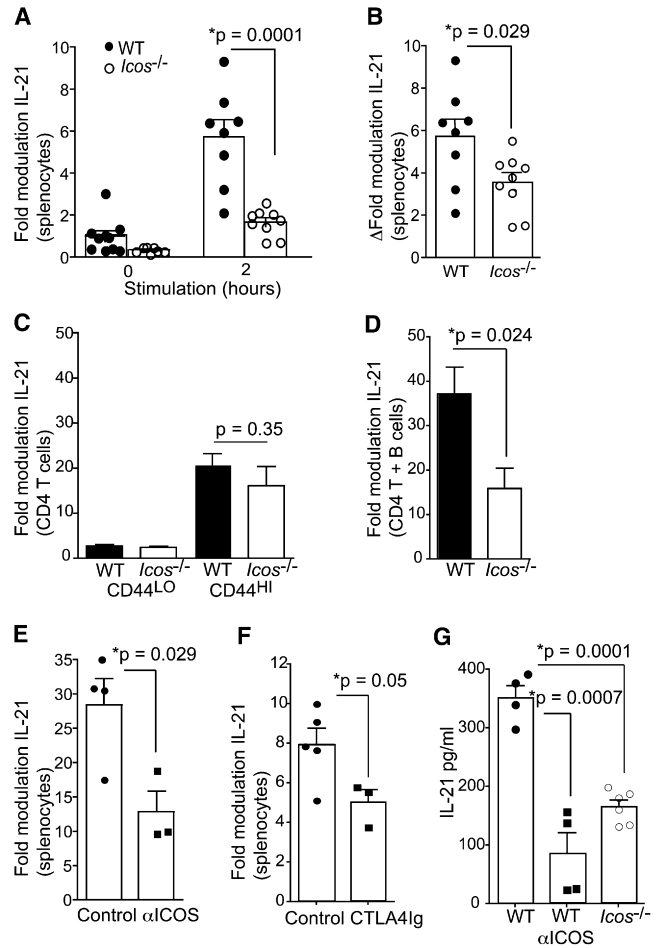 A
*p = 0.0001
WT
Icos-/-
Fold modulation IL-21
(splenocytes)
10
8
6
4
2
0
0
2
Stimulation (hours)
B
*p = 0.029
ΔFold modulation IL-21
(splenocytes)
10
8
6
4
2
0
WT
Icos-/-
C
Fold modulation IL-21
(CD4 T cells)
50
40
30
20
10
0
p = 0.35
WT Icos-/- WT Icos-/-
CD44LO CD44HI
D
*p = 0.024
Fold modulation IL-21
(CD4 T + B cells)
50
40
30
20
10
0
WT Icos-/-
E
*p = 0.029
Fold modulation IL-21
(splenocytes)
35
30
25
20
15
10
5
0
Control αICOS
F
*p = 0.05
Fold modulation IL-21
(splenocytes)
12
10
8
6
4
2
0
Control CTLA4Ig
G
*p = 0.0001
*p = 0.0007
IL-21 pg/ml
400
300
200
100
0
WT WT Icos-/-
αICOS